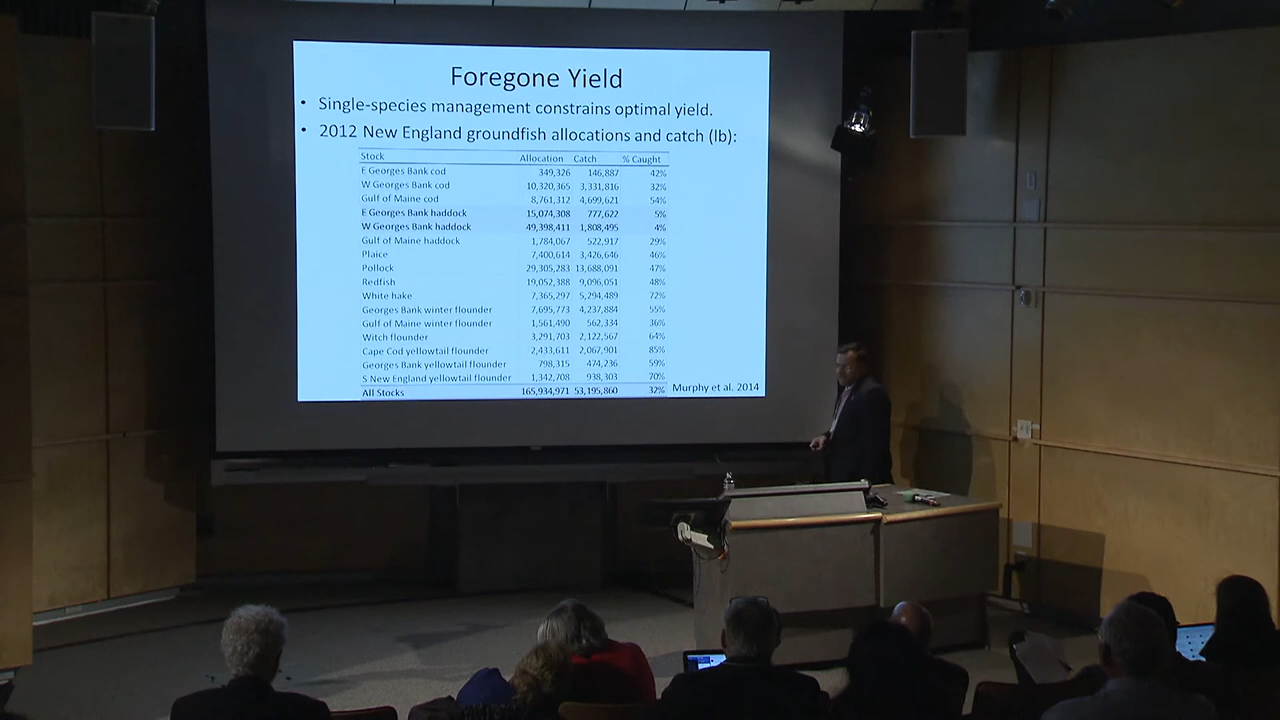 Foregone Yield
• Single-species management constrains optimal yield.
• 2012 New England groundfish allocations and catch (lb):
Stock Allocation Catch % Caught
E Georges Bank cod 349,326 146,887 42%
W Georges Bank cod 10,320,365 3,331,816 32%
Gulf of Maine cod 8,761,312 4,699,621 54%
E Georges Bank haddock 15,074,308 777,622 5%
W Georges Bank haddock 49,398,411 1,808,495 4%
Gulf of Maine haddock 1,784,067 522,917 29%
Plaice 7,400,614 3,426,646 46%
Pollock 29,305,283 13,688,091 47%
Redfish 19,052,388 9,096,051 48%
White hake 7,365,297 5,294,489 72%
Georges Bank winter flounder 7,695,773 4,237,884 55%
Gulf of Maine winter flounder 1,561,490 562,334 36%
Witch flounder 3,291,703 2,122,567 64%
Cape Cod yellowtail flounder 2,433,611 2,067,901 85%
Georges Bank yellowtail flounder 798,315 474,236 59%
S New England yellowtail flounder 1,342,708 938,303 70%
All Stocks 165,934,971 53,195,860 32%
Murphy et al. 2014